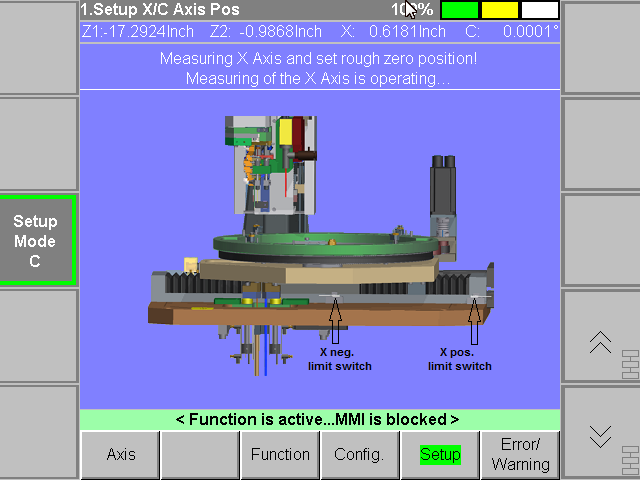 1.Setup X/C Axis Pos
Z1:-17.2924Inch Z2: -0.9868Inch X: 0.6181Inch C: 0.0001°
Measuring X Axis and set rough zero position!
Measuring of the X Axis is operating...
Setup
Mode
C
X neg.
limit switch
X pos.
limit switch
< Function is active...MMI is blocked >
Axis
Function
Config.
Setup
Error/
Warning